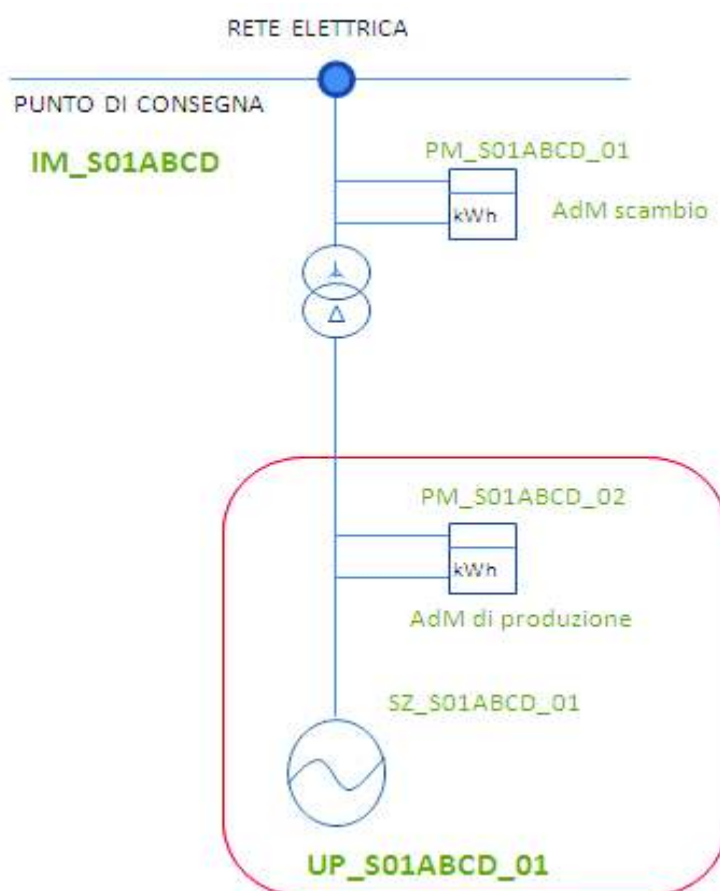 RETE ELETTRICA
PUNTO DI CONSEGNA
IM_S01ABCD
PM_S01ABCD_01
kWh
AdM scambio
PM_S01ABCD_02
kWh
AdM di produzione
SZ_S01ABCD_01
UP_S01ABCD_01